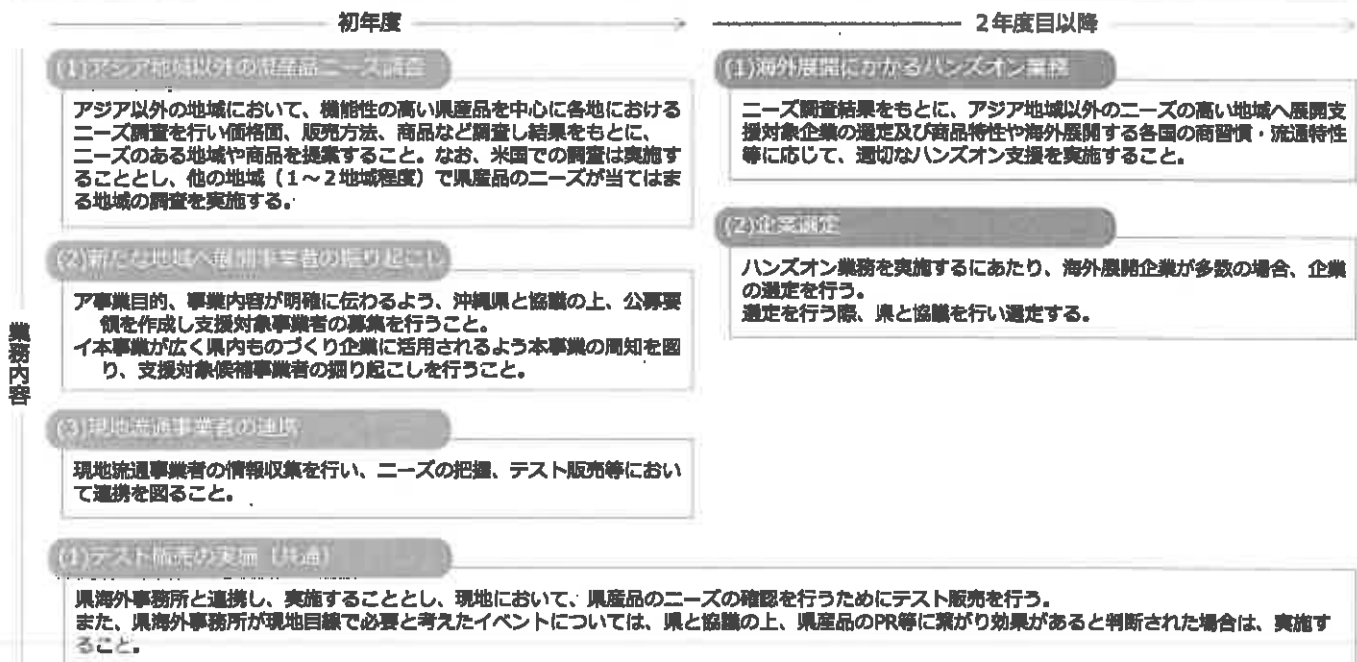 初年度
2年度目以降
業務内容
(1)アジア地域以外の県産品ニーズ調査
アジア以外の地域において、機能性の高い県産品を中心に各地における
ニーズ調査を行い価格面、販売方法、商品など調査し結果をもとに、
ニーズのある地域や商品を提案すること。なお、米国での調査は実施す
ることとし、他の地域（1～2地域程度）で県産品のニーズが当てはま
る地域の調査を実施する。
(2)新たな地域へ展開事業者の掘り起こし
ア事業目的、事業内容が明確に伝わるよう、沖縄県と協議の上、公募要
領を作成し支援対象事業者の募集を行うこと。
イ本事業が広く県内ものづくり企業に活用されるよう本事業の周知を図
り、支援対象候補事業者の掘り起こしを行うこと。
(3)現地流通事業者の連携
現地流通事業者の情報収集を行い、ニーズの把握、テスト販売等におい
て連携を図ること。
(1)海外展開にかかるハンズオン業務
ニーズ調査結果をもとに、アジア地域以外のニーズの高い地域へ展開支
援対象企業の選定及び商品特性や海外展開する各国の商習慣・流通特性
等に応じて、適切なハンズオン支援を実施すること。
(2)企業選定
ハンズオン業務を実施するにあたり、海外展開企業が多数の場合、企業
の選定を行う。
選定を行う際、県と協議を行い選定する。
(4)テスト販売の実施（共通）
県海外事務所と連携し、実施することとし、現地において、県産品のニーズの確認を行うためにテスト販売を行う。
また、県海外事務所が現地目線で必要と考えたイベントについては、県と協議の上、県産品のPR等に繋がり効果があると判断された場合は、実施す
ること。